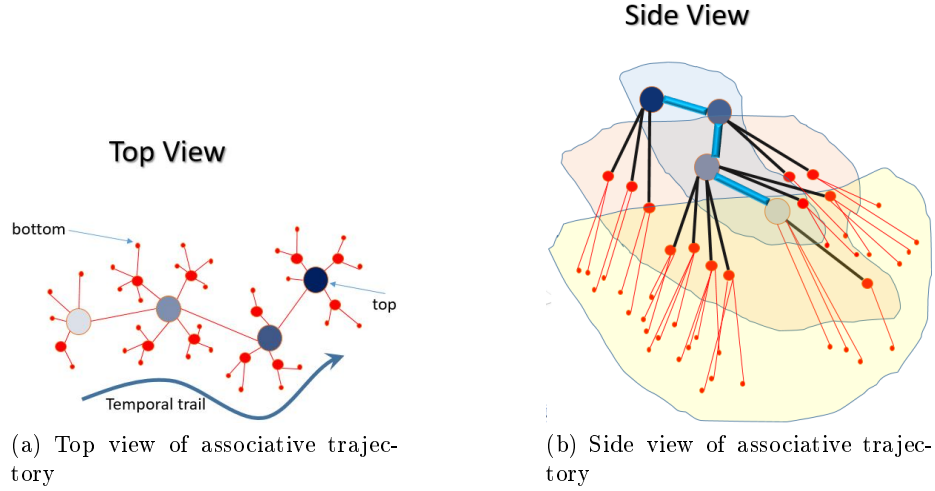 Top View
bottom
top
Temporal trail
(a) Top view of associative trajec-
tory
Side View
(b) Side view of associative trajec-
tory